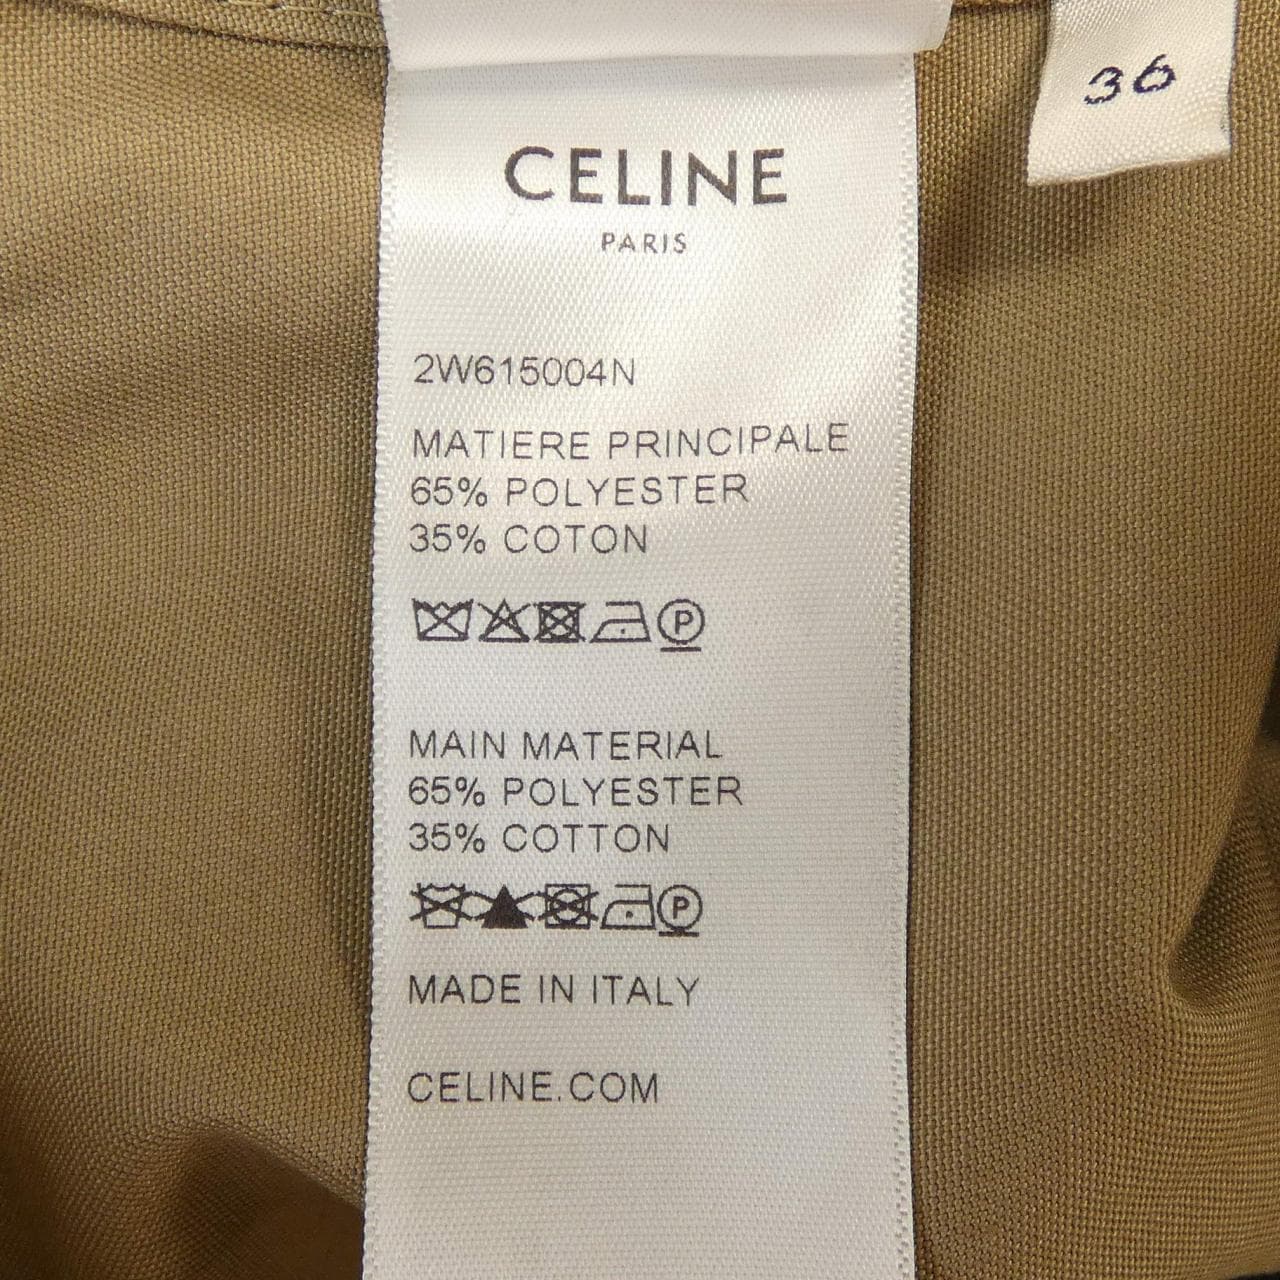 36
CELINE
PARIS
2W615004N
MATIERE PRINCIPALE
65% POLYESTER
35% COTON
P
MAIN MATERIAL
65% POLYESTER
35% COTTON
P
MADE IN ITALY
CELINE.COM